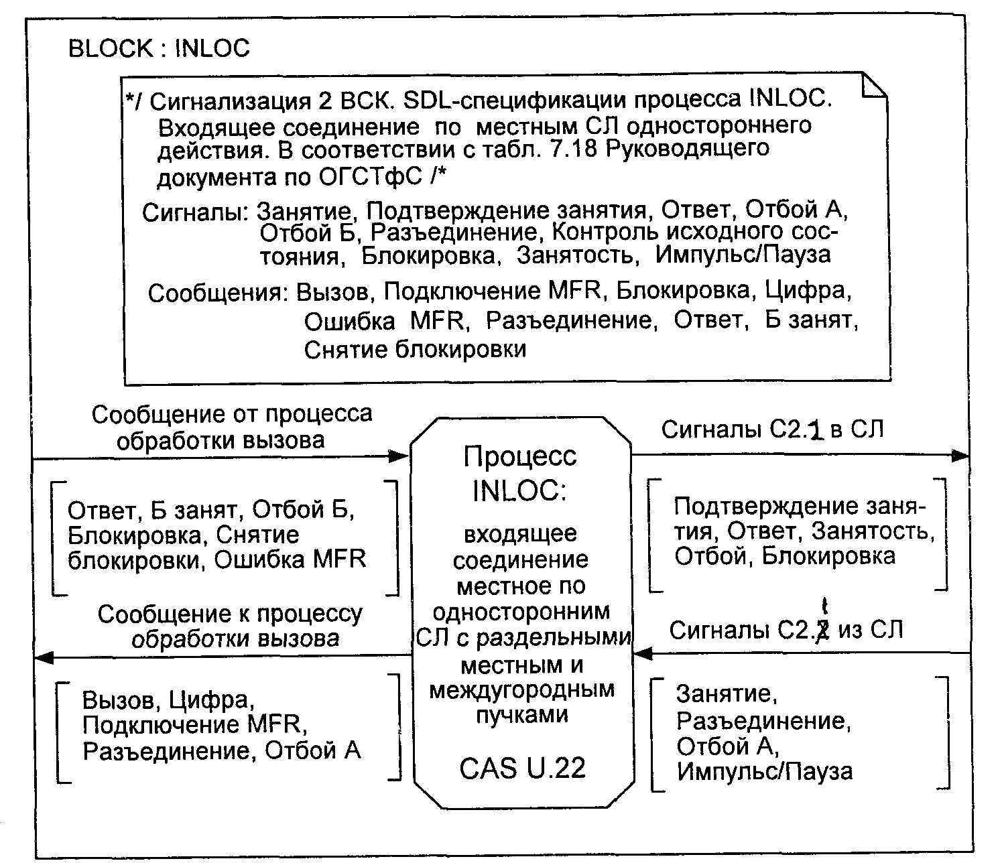 BLOCK : INLOC
*/ Сигнализация 2 ВСК. SDL-спецификации процесса INLOC.
Входящее соединение по местным СЛ одностороннего
действия. В соответствии с табл. 7.18 Руководящего
документа по ОГСТфС /*
Сигналы: Занятие, Подтверждение занятия, Ответ, Отбой А,
Отбой Б, Разъединение, Контроль исходного сос-
тояния, Блокировка, Занятость, Импульс/Пауза
Сообщения: Вызов, Подключение MFR, Блокировка, Цифра,
Ошибка MFR, Разъединение, Ответ, Б занят,
Снятие блокировки
Сообщение от процесса
обработки вызова
Ответ, Б занят, Отбой Б,
Блокировка, Снятие
блокировки, Ошибка MFR
Сообщение к процессу
обработки вызова
Вызов, Цифра,
Подключение MFR,
Разъединение, Отбой А
Процесс
INLOC:
входящее
соединение
местное по
односторонним
СЛ с раздельными
местным и
междугородным
пучками
CAS U.22
Сигналы С2.1 в СЛ
Подтверждение заня-
тия, Ответ, Занятость,
Отбой, Блокировка
Сигналы С2. из СЛ
Занятие,
Разъединение,
Отбой А,
Импульс/Пауза